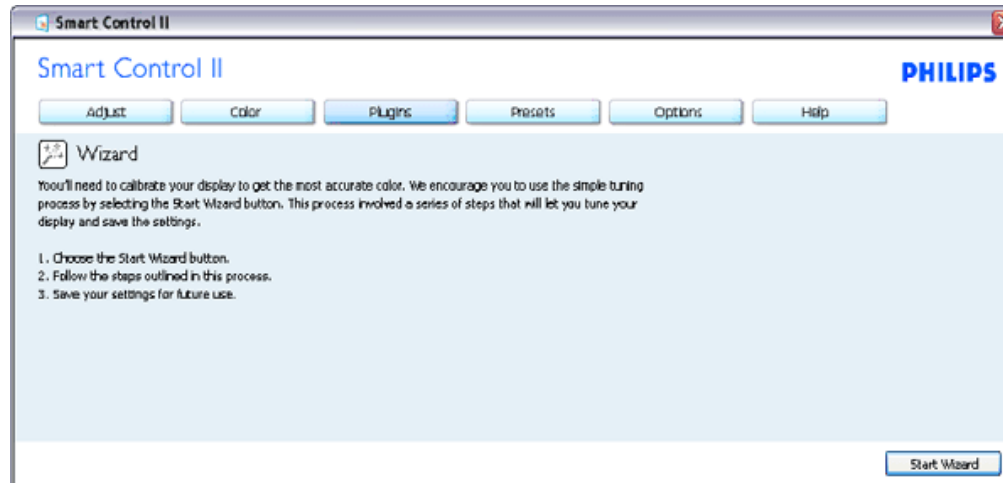 Smart Control II
Smart Control II
PHILIPS
Adjust Color Plugins Presets Options Help
Wizard
Yoou'll need to calibrate your display to get the most accurate color. We encourage you to use the simple tuning
process by selecting the Start Wizard button. This process involved a series of steps that will let you tune your
display and save the settings.
1. Choose the Start Wizard button.
2. Follow the steps outlined in this process.
3. Save your settings for future use.
Start Wizard